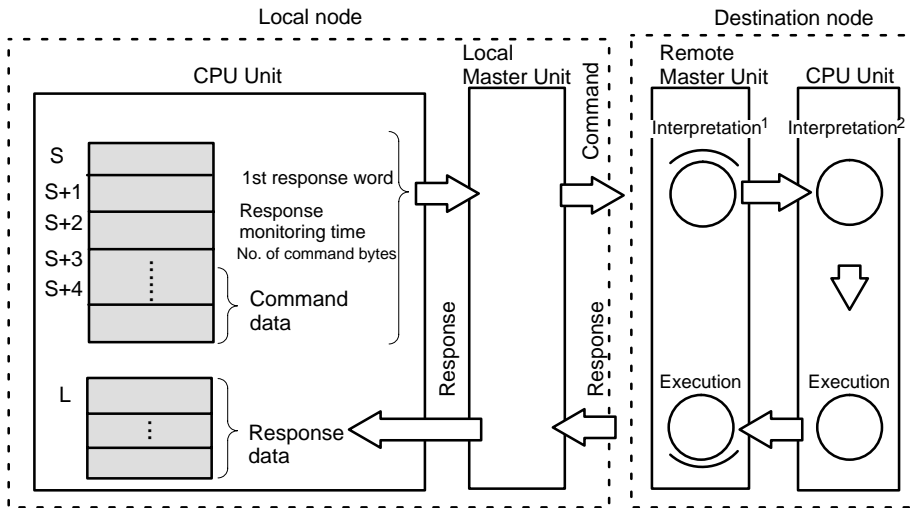 Local node
Destination node
CPU Unit
Local
Master Unit
Command
Remote
Master Unit
CPU Unit
Interpretation1
Interpretation2
S
S+1
S+2
S+3
S+4
1st response word
Response
monitoring time
No. of command bytes
Command
data
Response
Response
L
Response
data
Execution
Execution